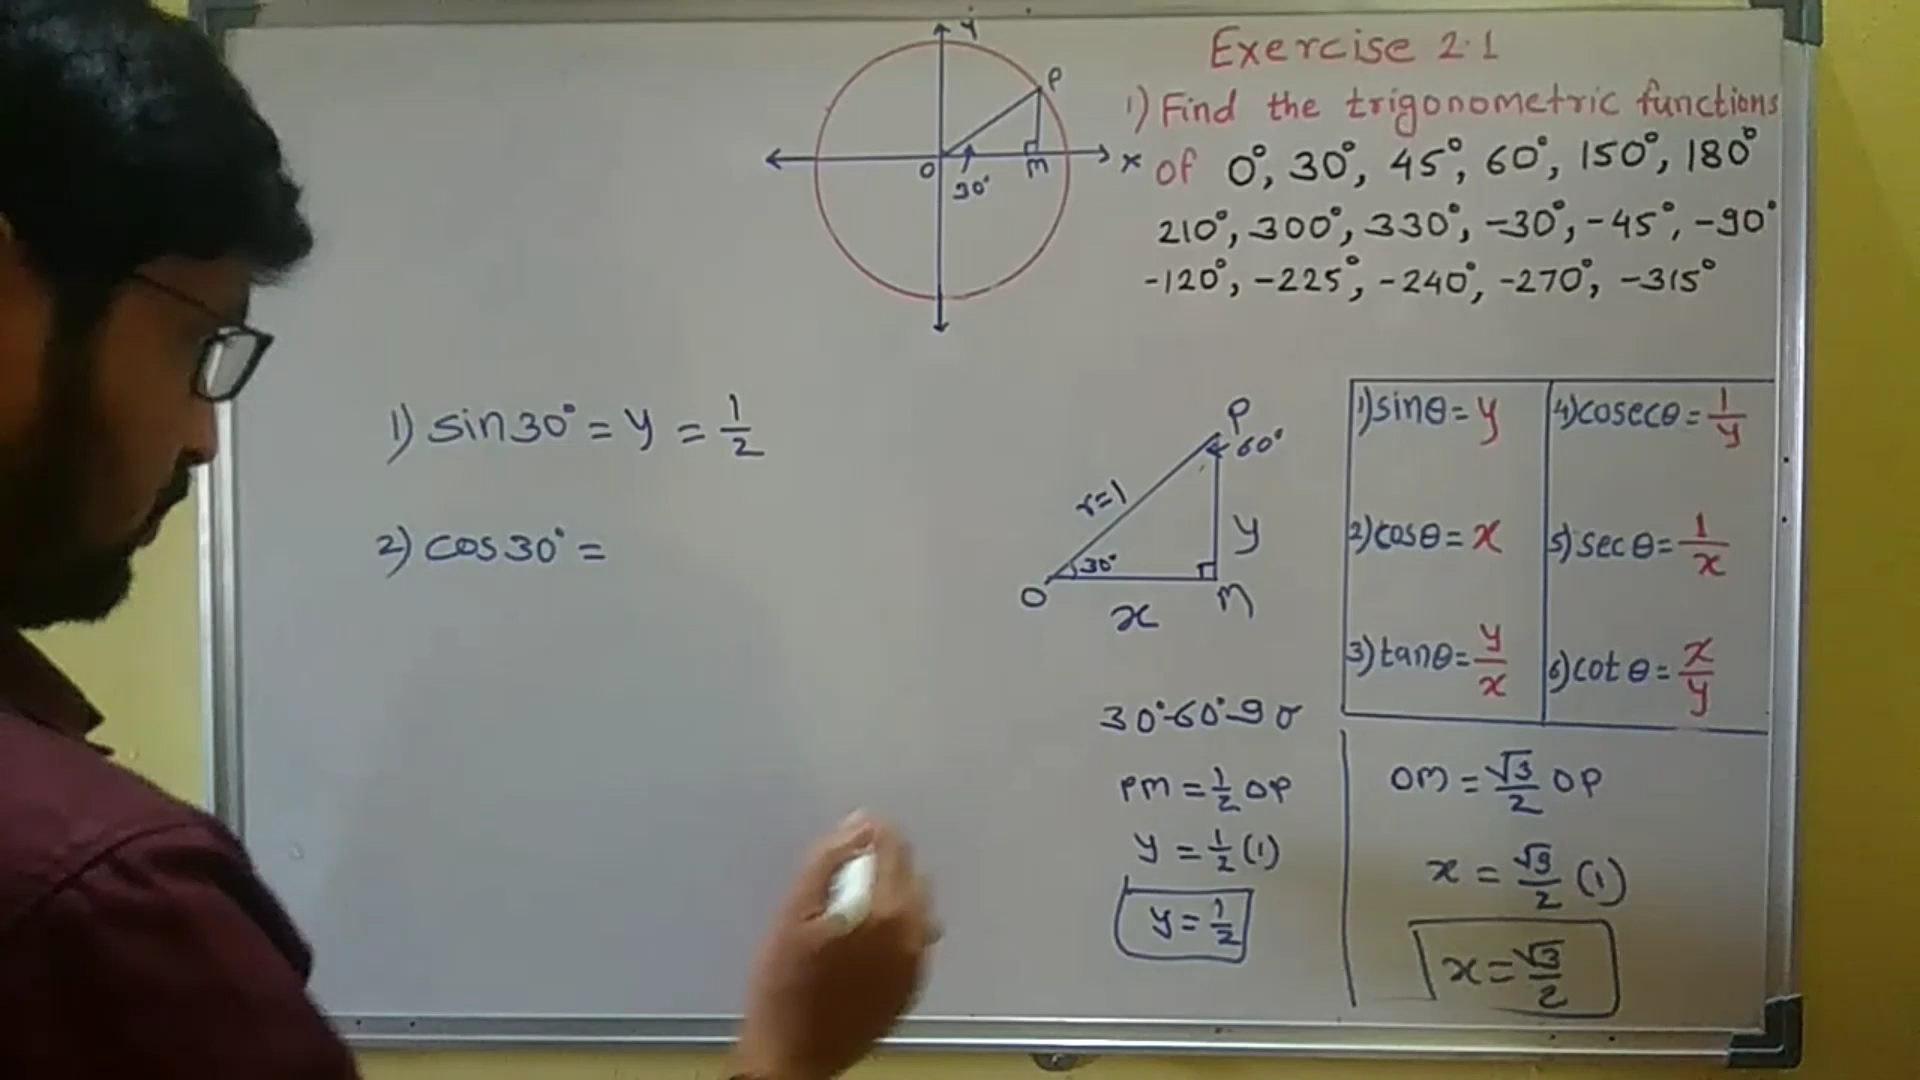 Exercise 2.1
1) Find the trigonometric functions
of 0°, 30°, 45°, 60°, 150°, 180°
210°, 300°, 330°, -30°, -45°, -90°
-120°, -225°, -240°, -270°, -315°
Y
P
X
O
30°
M
1) sin30° = y = 1/2
2) cos30° =
P
60°
r=1
y
30°
O
M
x
1) sinθ = y
4) cosecθ = 1/y
2) cosθ = x
5) secθ = 1/x
3) tanθ = y/x
6) cotθ = x/y
30°-60°-90°
PM = 1/2 OP
y = 1/2 (1)
y = 1/2
OM = √3/2 OP
x = √3/2 (1)
x = √3/2